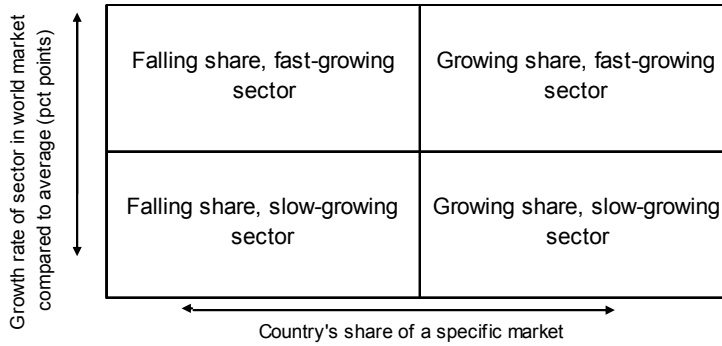 Growth rate of sector in world market
compared to average (pct points)
Falling share, fast-growing
sector
Growing share, fast-growing
sector
Falling share, slow-growing
sector
Growing share, slow-growing
sector
Country's share of a specific market